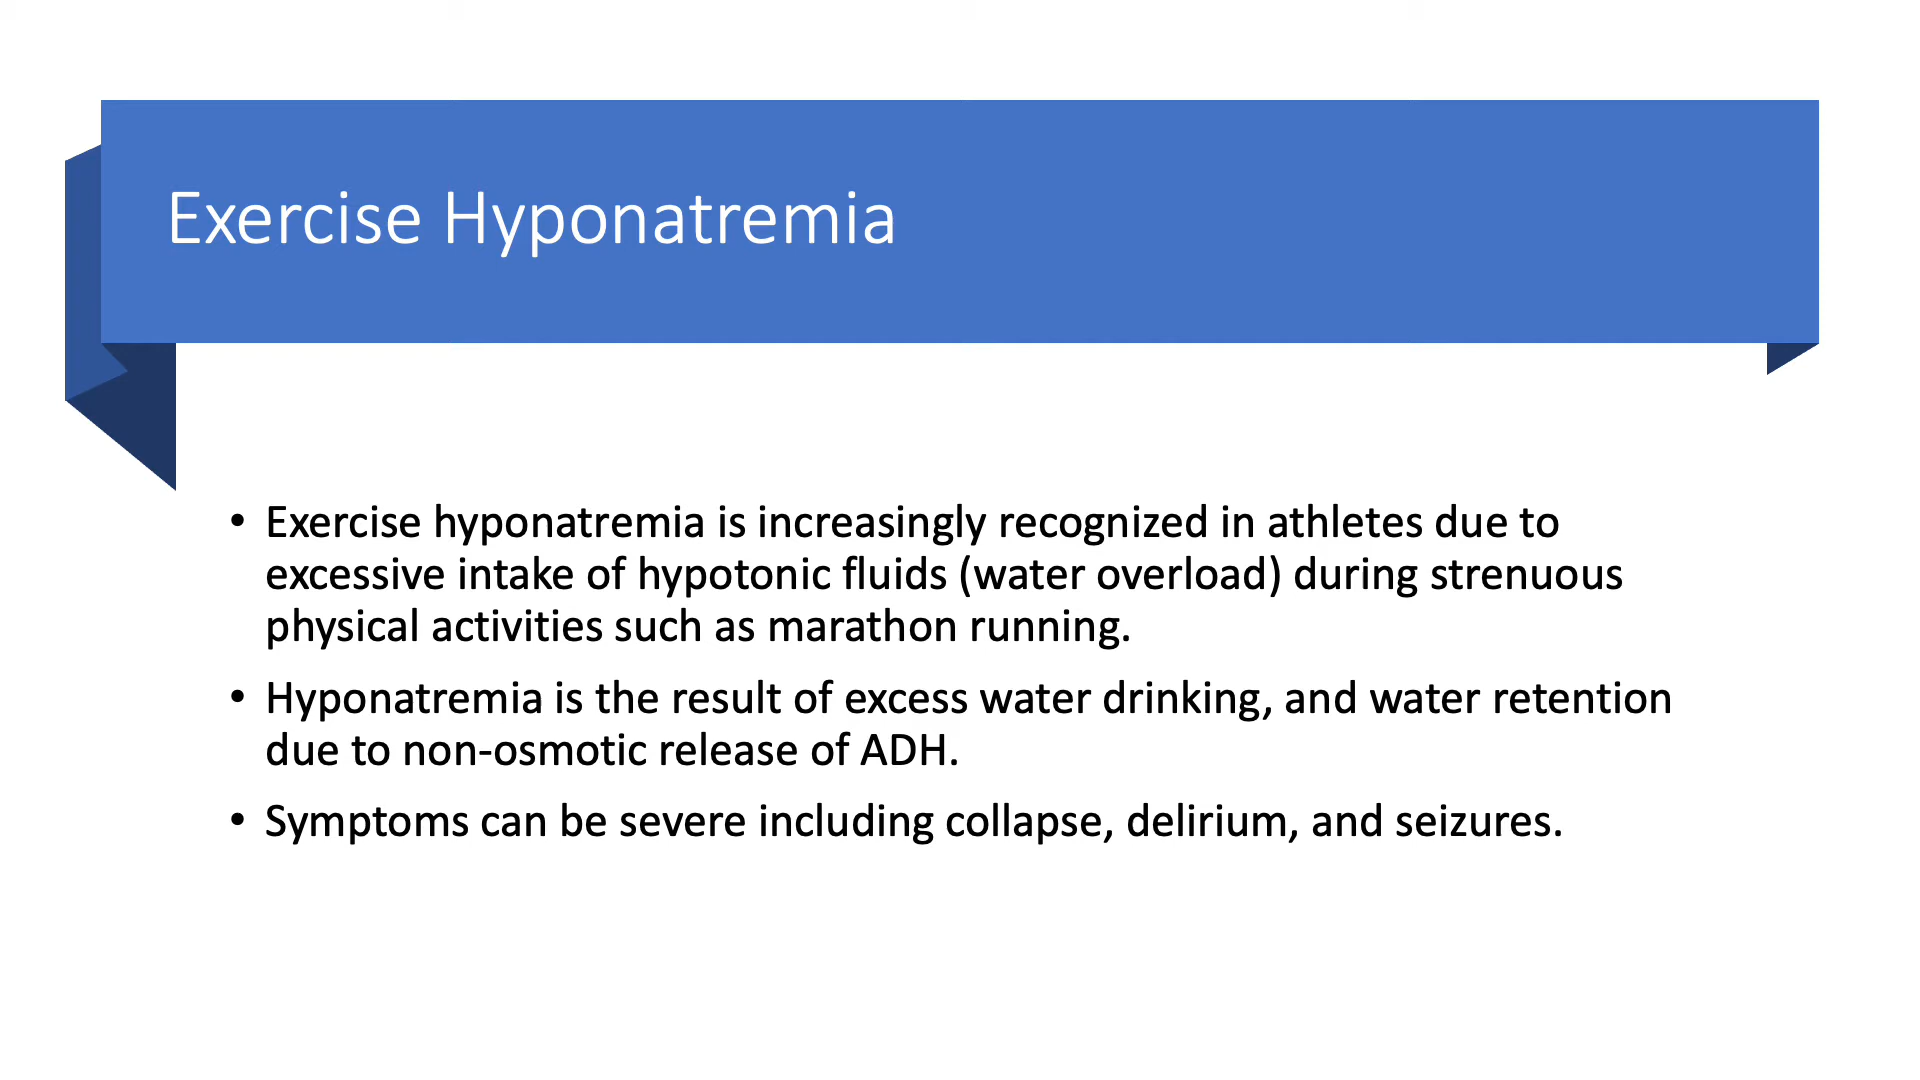 Exercise Hyponatremia
• Exercise hyponatremia is increasingly recognized in athletes due to
excessive intake of hypotonic fluids (water overload) during strenuous
physical activities such as marathon running.
• Hyponatremia is the result of excess water drinking, and water retention
due to non-osmotic release of ADH.
• Symptoms can be severe including collapse, delirium, and seizures.